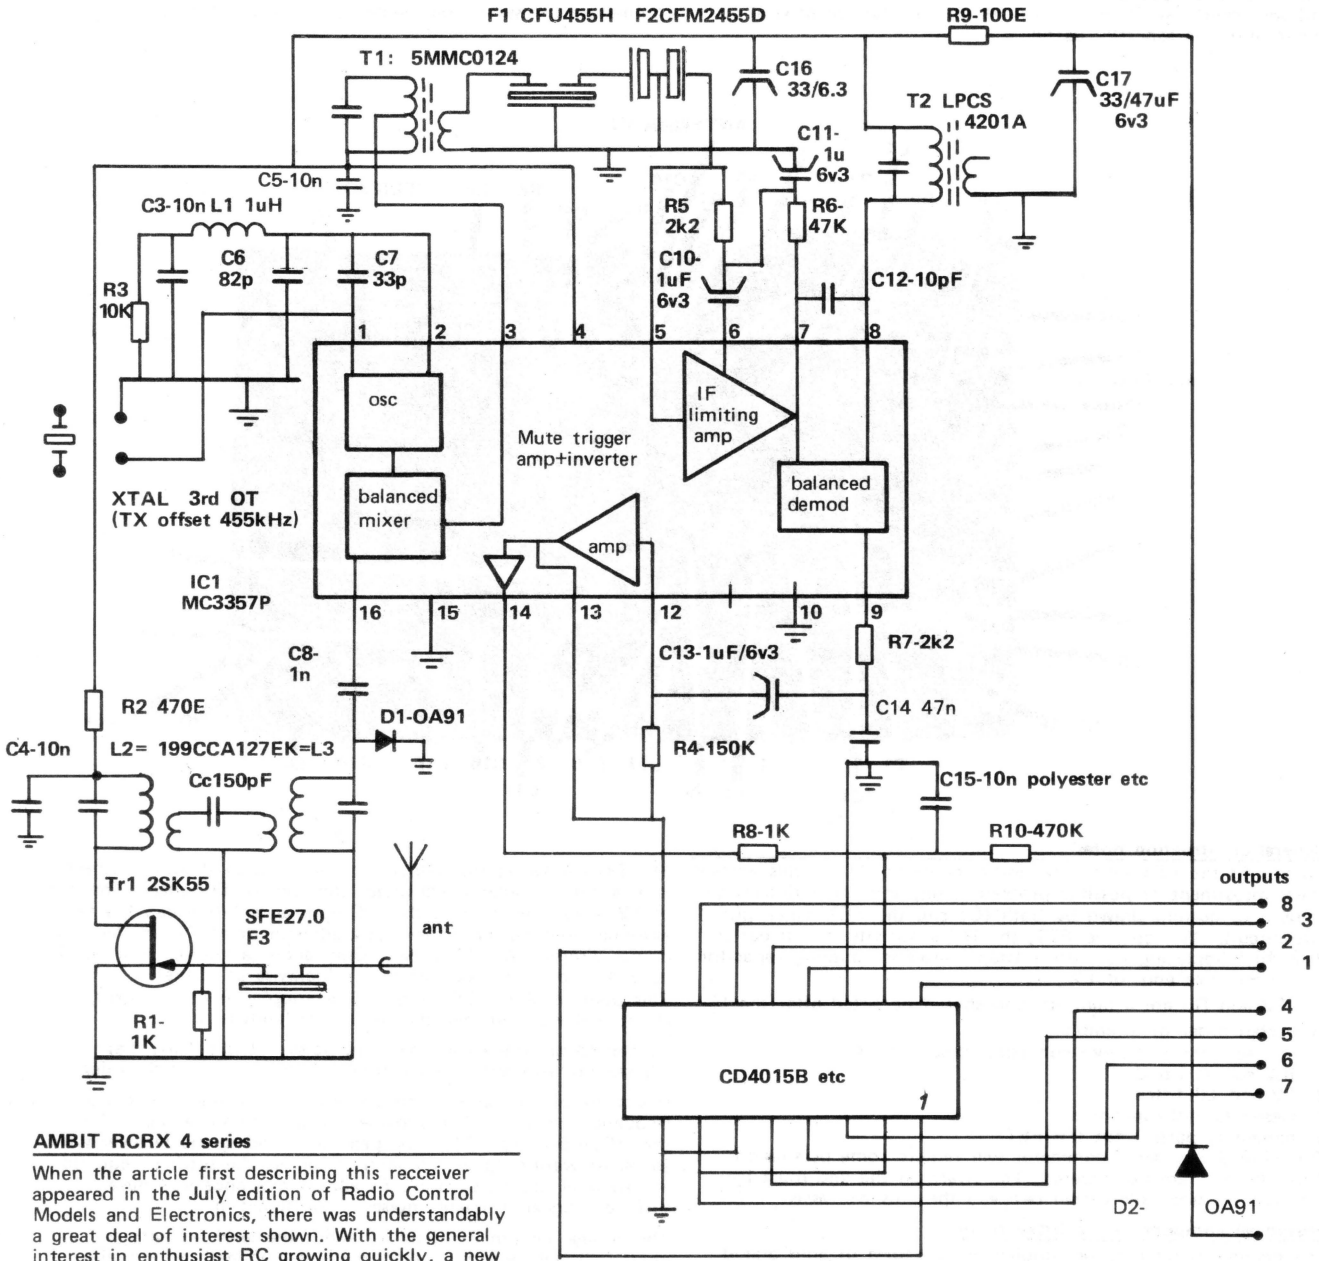 F1 CFU455H F2CFM2455D
R9-100E
T1: 5MMC0124
C16
33/6.3
C17
33/47uF
6v3
T2 LPCS
4201A
C11-
1u
6v3
C5-10n
C3-10n L1 1uH
R5
2k2
R6-
47K
C6
82p
C7
33p
C10-
1uF
6v3
C12-10pF
R3
10K
1
2
3
4
5
6
7
8
osc
IF
limiting
amp
Mute trigger
amp+inverter
balanced
mixer
balanced
demod
amp
XTAL 3rd OT
(TX offset 455kHz)
IC1
MC3357P
16
15
14
13
12
10
9
C8-
1n
C13-1uF/6v3
R7-2k2
R2 470E
D1-OA91
C14 47n
C4-10n
L2= 199CCA127EK=L3
R4-150K
Cc150pF
C15-10n polyester etc
R8-1K
R10-470K
Tr1 2SK55
outputs
SFE27.0
F3
ant
8
3
2
1
4
5
6
7
R1-
1K
CD4015B etc
1
D2-
OA91
AMBIT RCRX 4 series
When the article first describing this recceiver
appeared in the July edition of Radio Control
Models and Electronics, there was understandably
a great deal of interest shown. With the general
interest in enthusiast RC growing quickly, a new